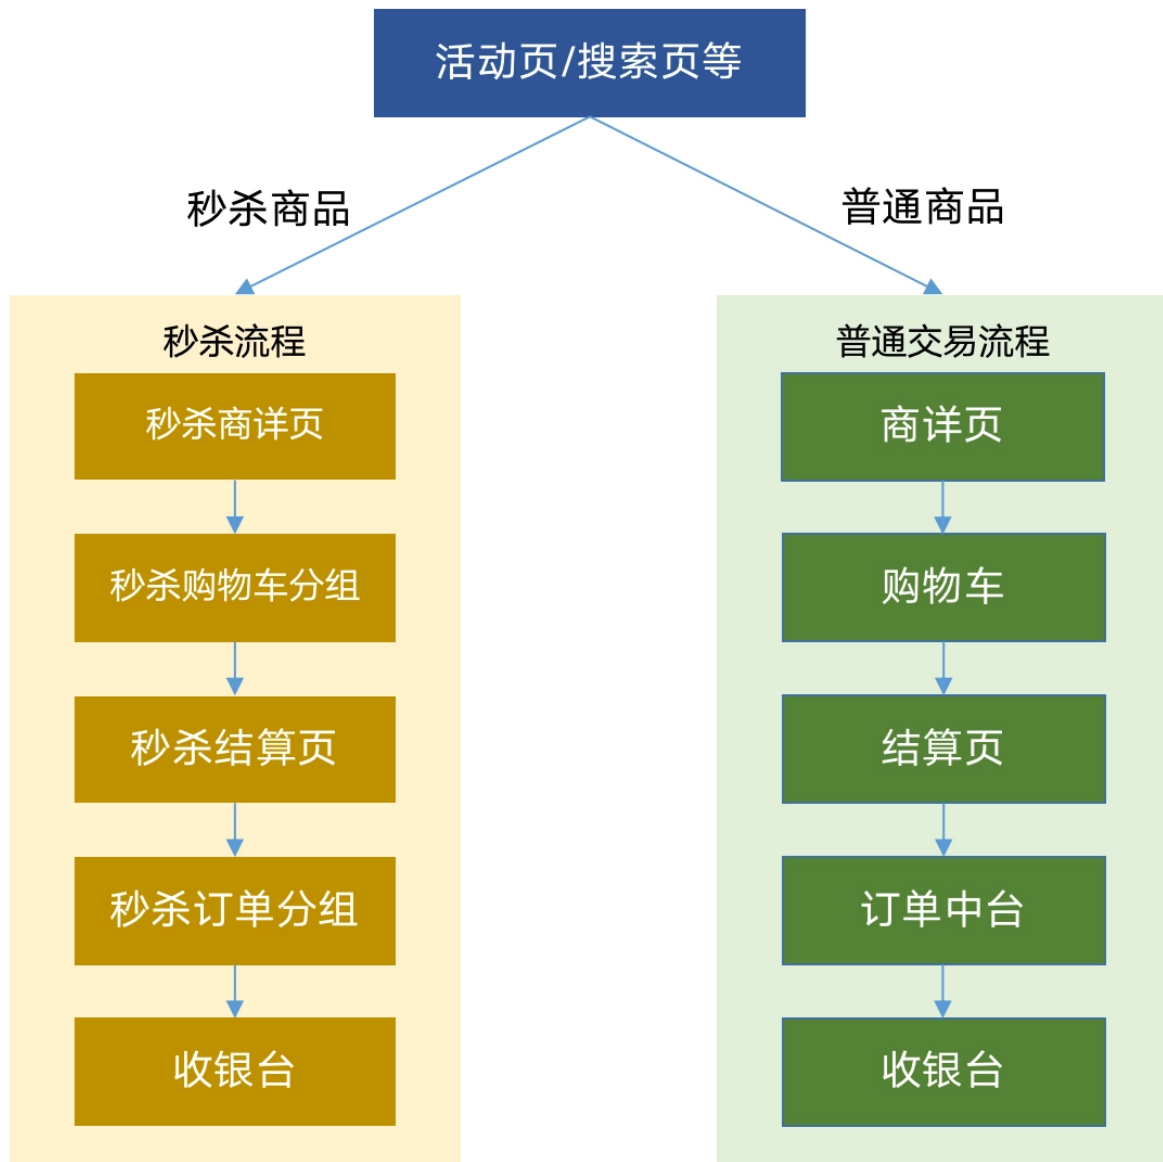 活动页/搜索页等
秒杀商品
普通商品
秒杀流程
秒杀商详页
秒杀购物车分组
秒杀结算页
秒杀订单分组
收银台
普通交易流程
商详页
购物车
结算页
订单中台
收银台